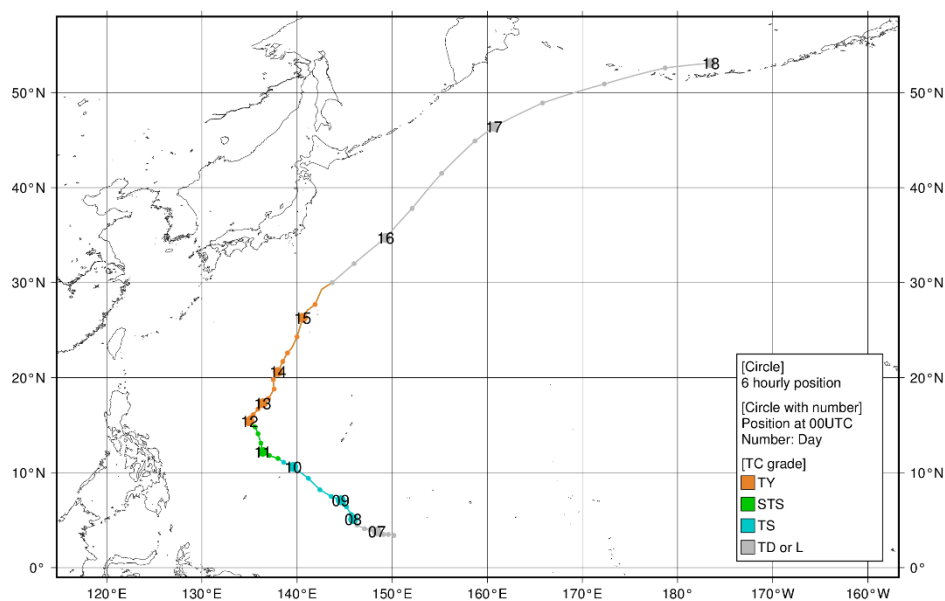 18
50°N
50°N
17
40°N
40°N
16
30°N
30°N
15
14
20°N
20°N
13
12
11
10
10°N
10°N
09
08
07
0°
0°
120°E
130°E
140°E
150°E
160°E
170°E
180°E
170°W
160°W
[Circle]
6 hourly position
[Circle with number]
Position at 00UTC
Number: Day
[TC grade]
TY
STS
TS
TD or L